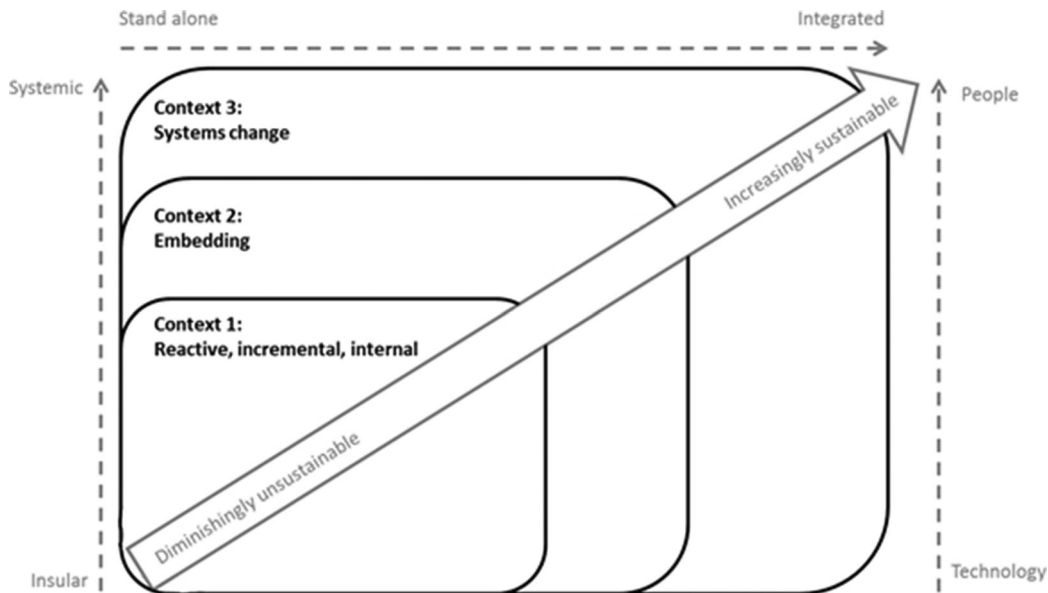 Stand alone
Integrated
Systemic
People
Context 3:
Systems change
Increasingly sustainable
Context 2:
Embedding
Context 1:
Reactive, incremental, internal
Diminishingly unsustainable
Insular
Technology